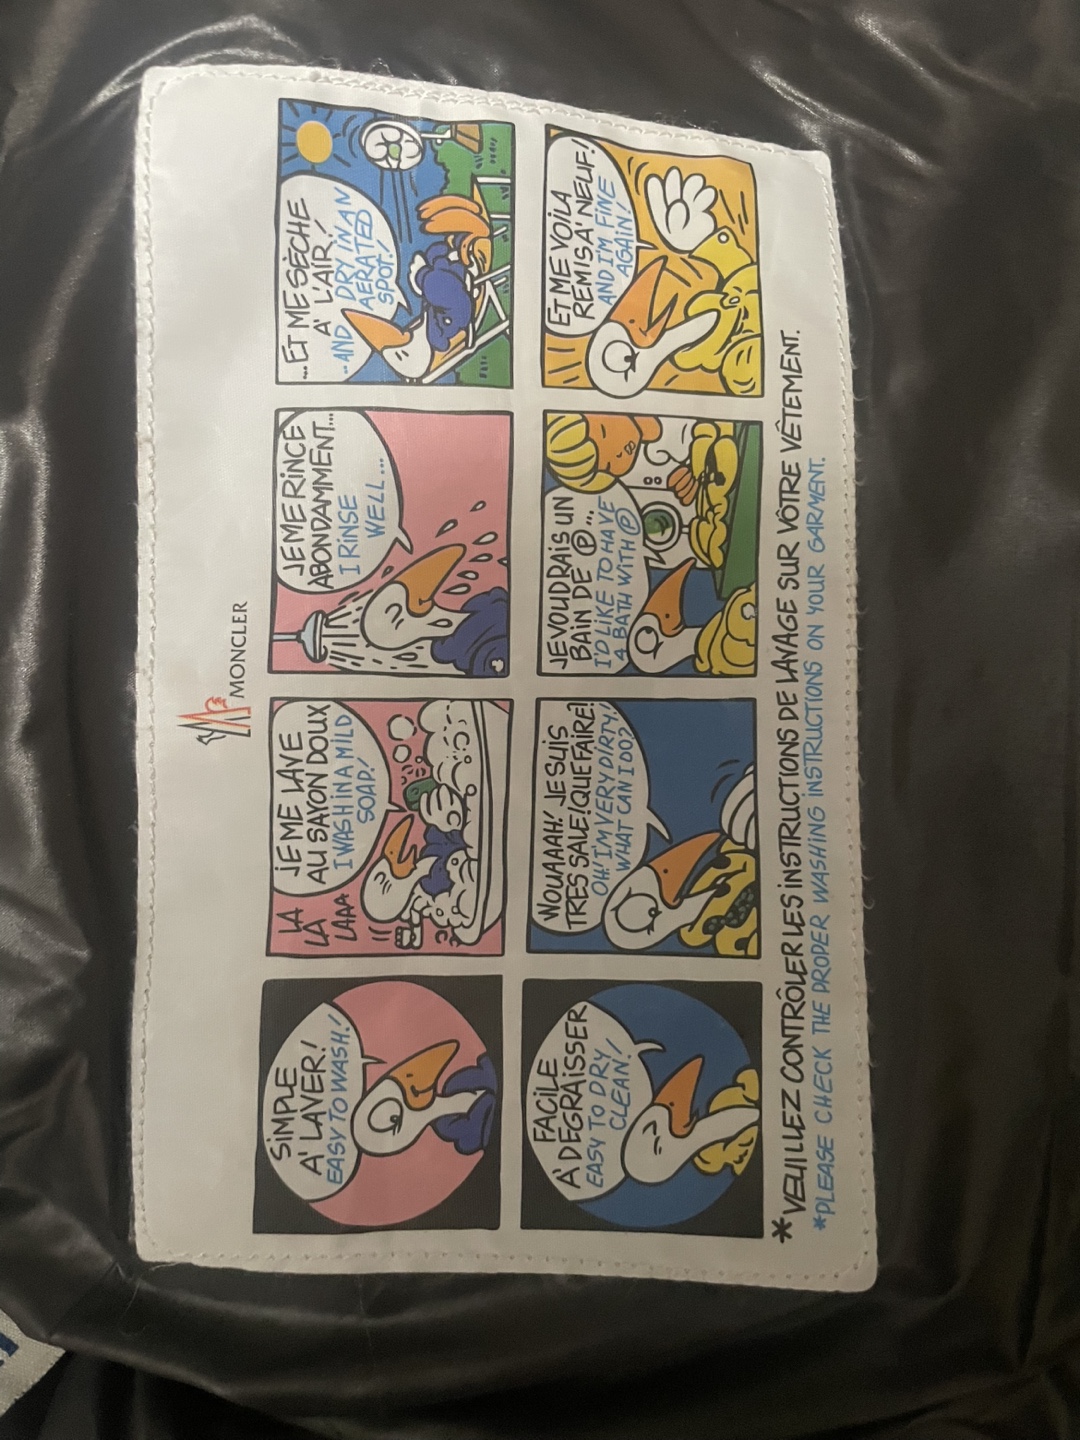 MONCLER
SIMPLE
A' LAVER!
EASY TO WASH!
JE ME LAVE
AU SAVON DOUX
I WASH IN A MILD
SOAP!
LA
LA
LAAA
JE ME RINCE
ABONDAMMENT...
I RINSE
WELL...
...ET ME SÈCHE
A' L'AIR!
..AND DRY IN AN
AERATED
SPOT!
FACILE
A' DEGRAISSER
EASY TO DRY
CLEAN!
WOUAAAH! JE SUIS
TRES SALE! QUE FAIRE!
OH! I'M VERY DIRTY,
WHAT CAN I DO?
JE VOUDRAIS UN
BAIN DE Ⓟ...
I'D LIKE TO HAVE
A BATH WITH Ⓟ
ET ME VOILA
REMIS A' NEUF!
AND I'M FINE
AGAIN!
*VEUILLEZ CONTRÔLER LES INSTRUCTIONS DE LAVAGE SUR VÔTRE VÊTEMENT.
*PLEASE CHECK THE PROPER WASHING INSTRUCTIONS ON YOUR GARMENT.